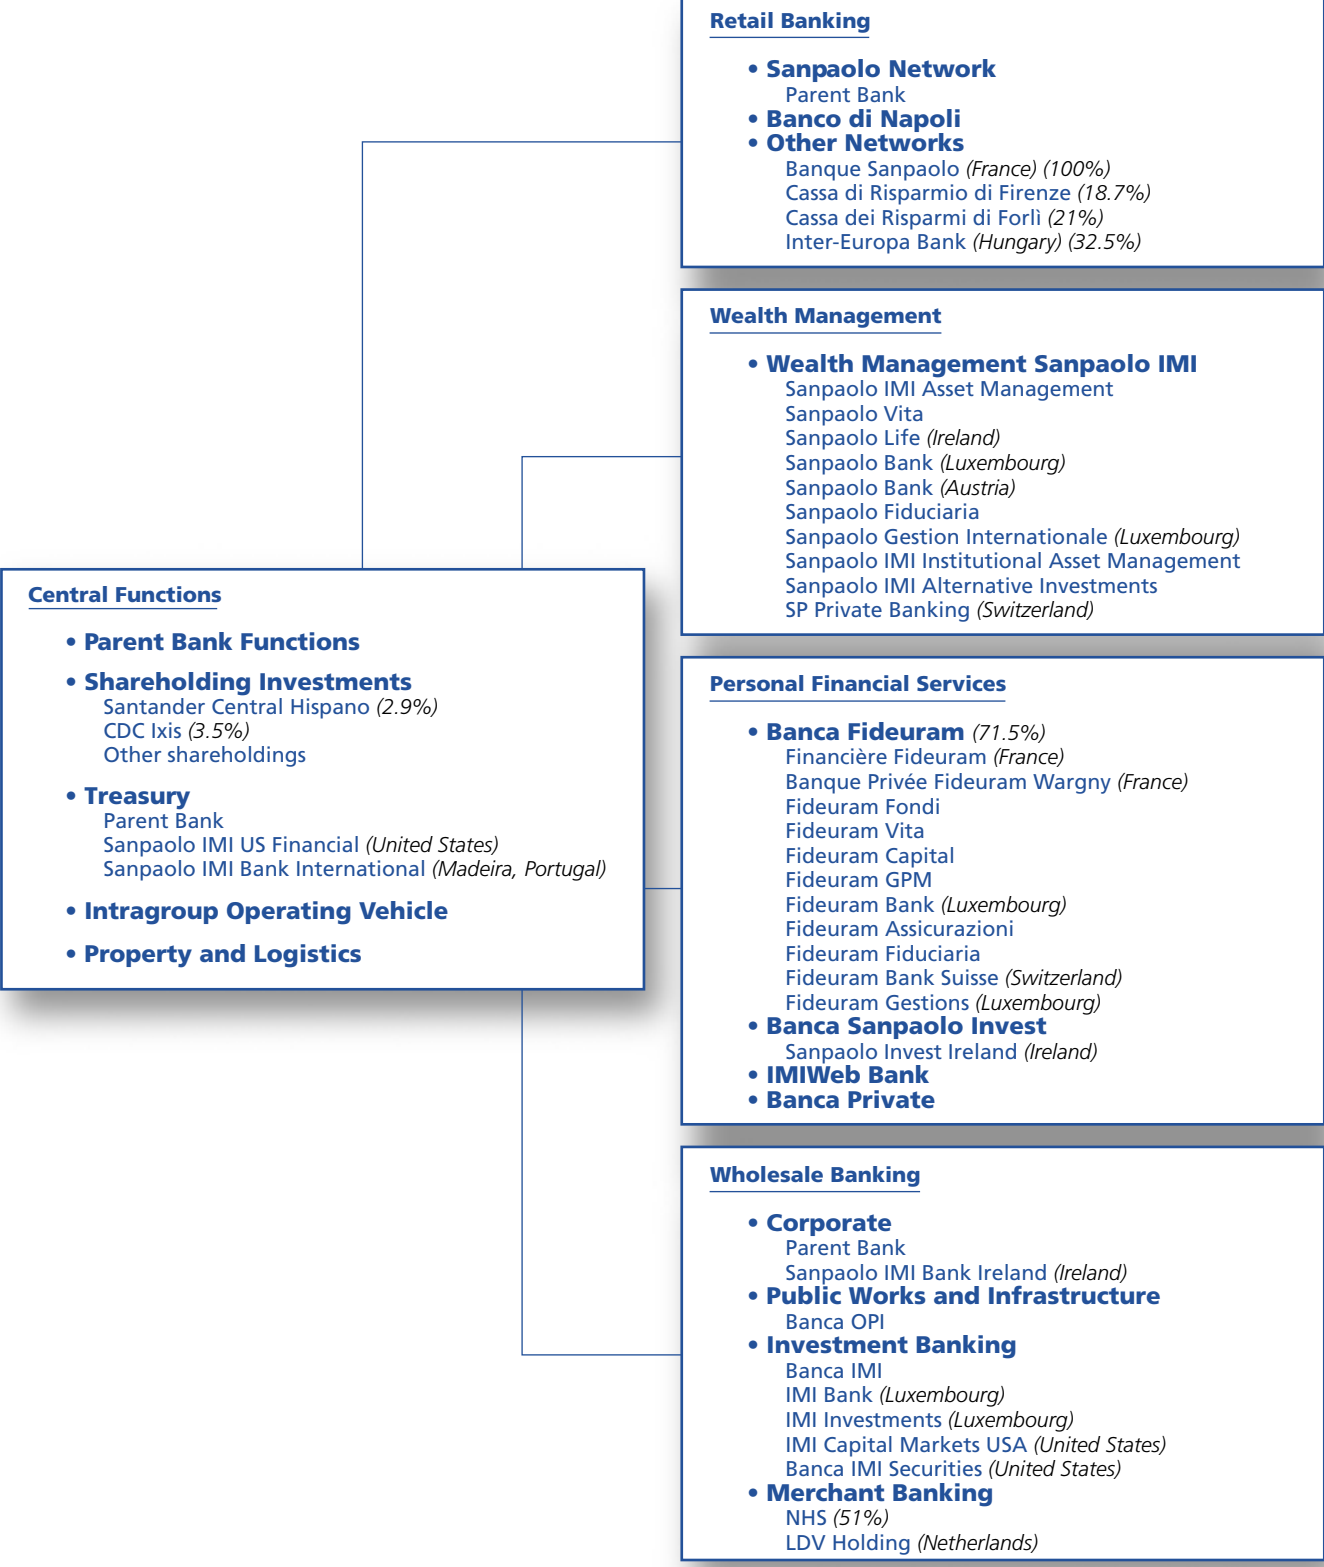 Retail Banking
• Sanpaolo Network
Parent Bank
• Banco di Napoli
• Other Networks
Banque Sanpaolo (France) (100%)
Cassa di Risparmio di Firenze (18.7%)
Cassa dei Risparmi di Forlì (21%)
Inter-Europa Bank (Hungary) (32.5%)
Wealth Management
• Wealth Management Sanpaolo IMI
Sanpaolo IMI Asset Management
Sanpaolo Vita
Sanpaolo Life (Ireland)
Sanpaolo Bank (Luxembourg)
Sanpaolo Bank (Austria)
Sanpaolo Fiduciaria
Sanpaolo Gestion Internationale (Luxembourg)
Sanpaolo IMI Institutional Asset Management
Sanpaolo IMI Alternative Investments
SP Private Banking (Switzerland)
Central Functions
• Parent Bank Functions
• Shareholding Investments
Santander Central Hispano (2.9%)
CDC Ixis (3.5%)
Other shareholdings
• Treasury
Parent Bank
Sanpaolo IMI US Financial (United States)
Sanpaolo IMI Bank International (Madeira, Portugal)
• Intragroup Operating Vehicle
• Property and Logistics
Personal Financial Services
• Banca Fideuram (71.5%)
Financière Fideuram (France)
Banque Privée Fideuram Wargny (France)
Fideuram Fondi
Fideuram Vita
Fideuram Capital
Fideuram GPM
Fideuram Bank (Luxembourg)
Fideuram Assicurazioni
Fideuram Fiduciaria
Fideuram Bank Suisse (Switzerland)
Fideuram Gestions (Luxembourg)
• Banca Sanpaolo Invest
Sanpaolo Invest Ireland (Ireland)
• IMIWeb Bank
• Banca Private
Wholesale Banking
• Corporate
Parent Bank
Sanpaolo IMI Bank Ireland (Ireland)
• Public Works and Infrastructure
Banca OPI
• Investment Banking
Banca IMI
IMI Bank (Luxembourg)
IMI Investments (Luxembourg)
IMI Capital Markets USA (United States)
Banca IMI Securities (United States)
• Merchant Banking
NHS (51%)
LDV Holding (Netherlands)